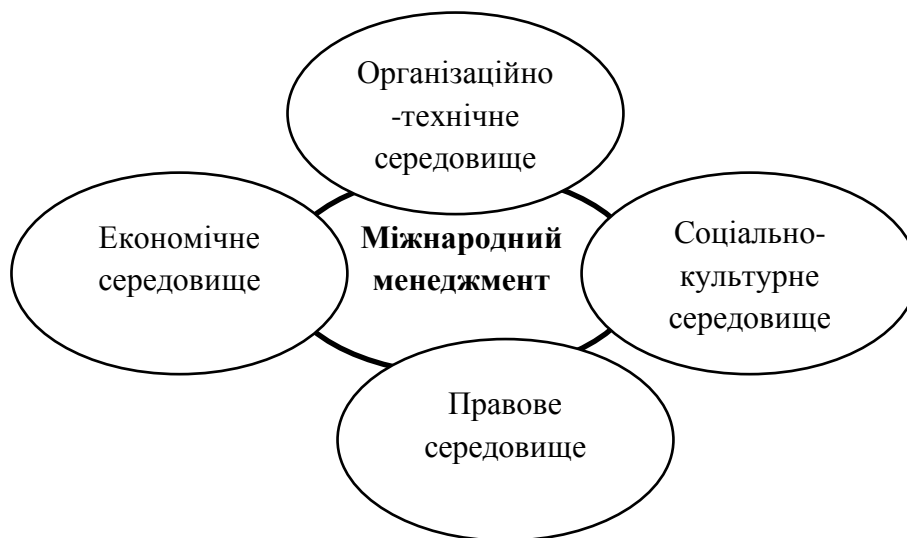 Організаційно
-технічне
середовище
Економічне
середовище
Міжнародний
менеджмент
Соціально-
культурне
середовище
Правове
середовище